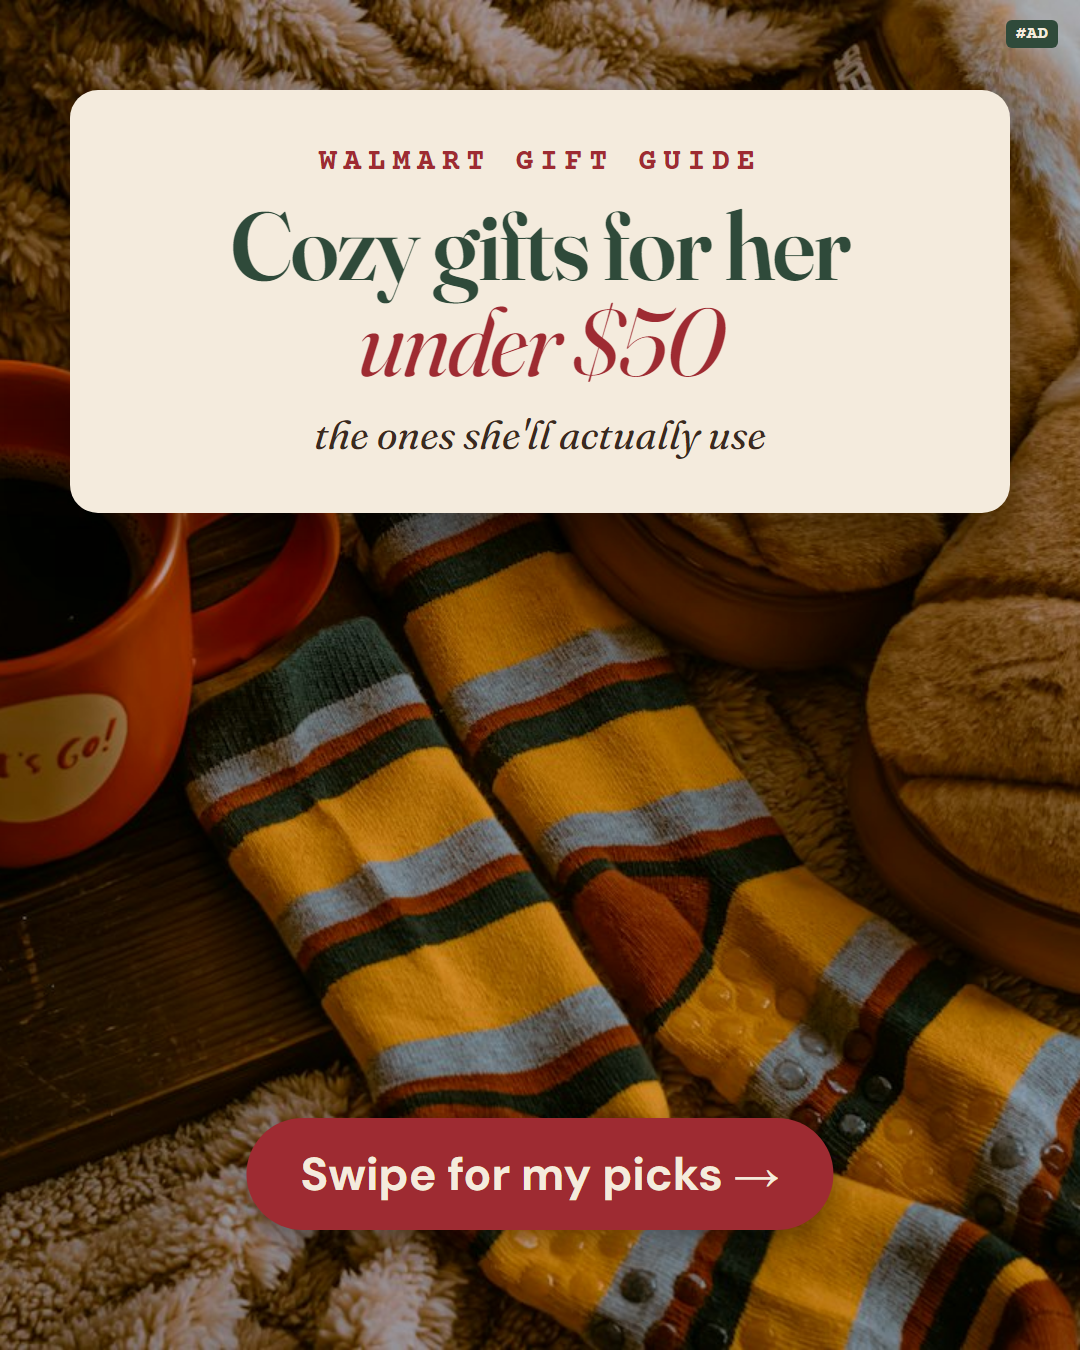 #AD
WALMART GIFT GUIDE
Cozy gifts for her
under $50
the ones she'll actually use
t's Go!
Swipe for my picks →